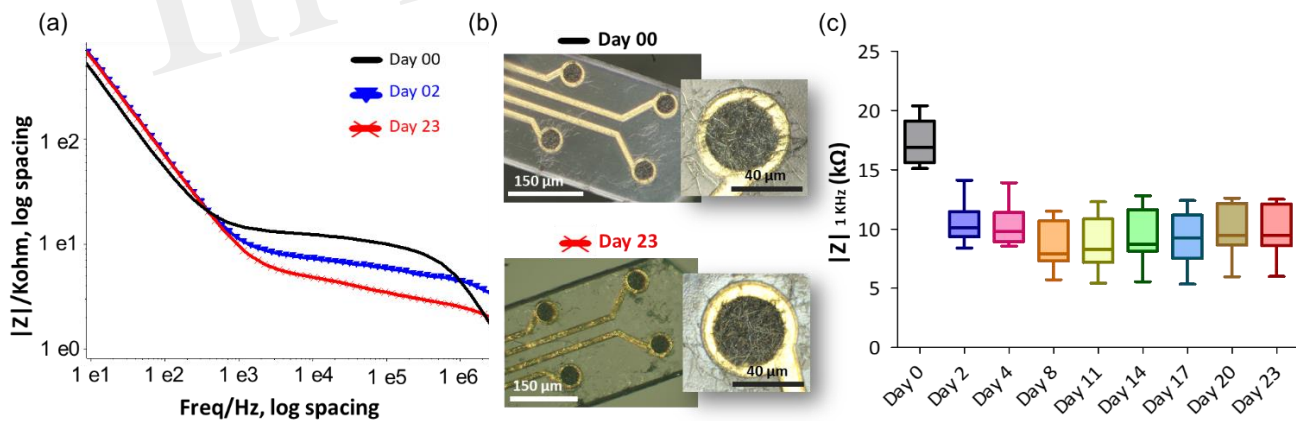 (a)
Day 00
Day 02
Day 23
|Z|/Kohm, log spacing
1 e2
1 e1
1 e0
1 e1
1 e2
1 e3
1 e4
1 e5
1 e6
Freq/Hz, log spacing
(b)
Day 00
150 µm
40 µm
Day 23
150 µm
40 µm
(c)
|Z| 1 KHz (kΩ)
25
20
15
10
5
0
Day 0
Day 2
Day 4
Day 8
Day 11
Day 14
Day 17
Day 20
Day 23